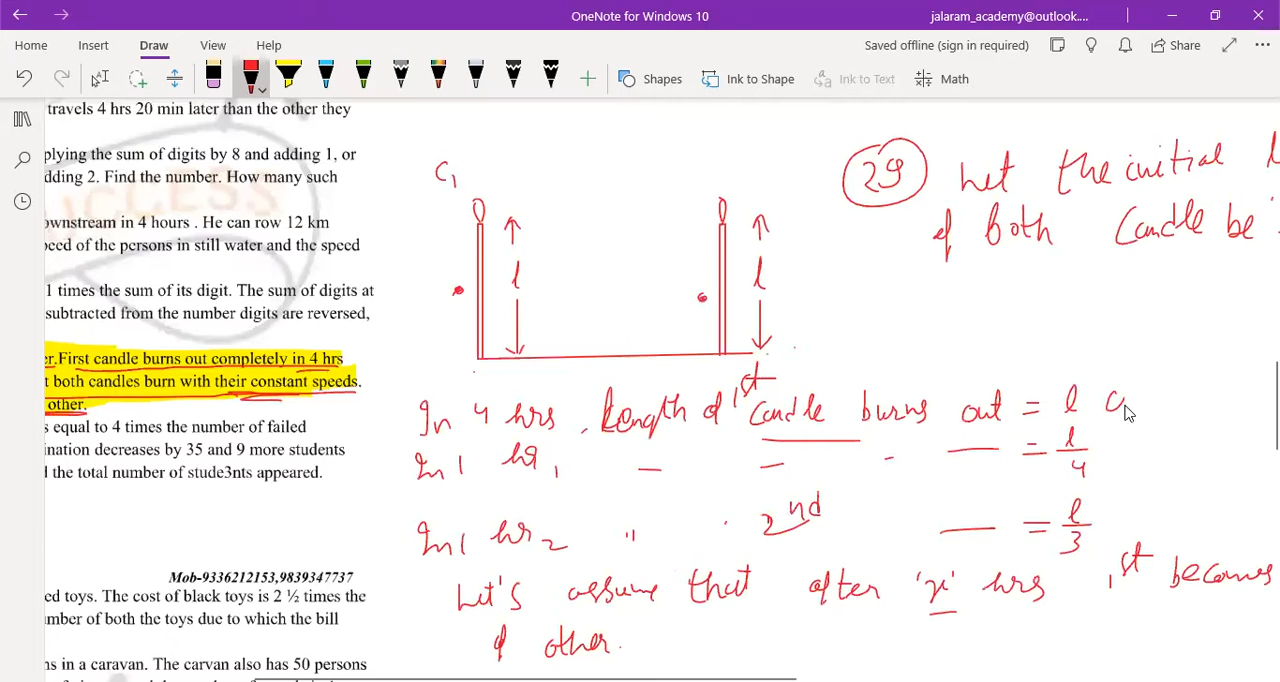 OneNote for Windows 10
jalaram_academy@outlook....
Home Insert Draw View Help
Saved offline (sign in required)
Share
Shapes
Ink to Shape
Ink to Text
Math
travels 4 hrs 20 min later than the other they
plying the sum of digits by 8 and adding 1, or
dding 2. Find the number. How many such
CCESS
ownstream in 4 hours . He can row 12 km
eed of the persons in still water and the speed
1 times the sum of its digit. The sum of digits at
subtracted from the number digits are reversed,
er.First candle burns out completely in 4 hrs
t both candles burn with their constant speeds.
other.
s equal to 4 times the number of failed
ination decreases by 35 and 9 more students
d the total number of stude3nts appeared.
Mob-9336212153,9839347737
ed toys. The cost of black toys is 2 ½ times the
mber of both the toys due to which the bill
ns in a caravan. The carvan also has 50 persons
C1
l
l
29 Let the initial l
of both Candle be
In 4 hrs, Length of 1st Candle burns out = l c
In 1 hr, — — - — = l/4
In 1 hr, " . 2nd — = l/3
Let's assume that after 'x' hrs 1st becomes
of other.